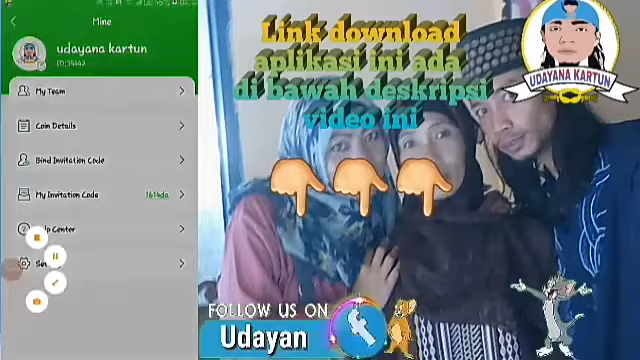 Mine
udayana kartun
My Team
Coin Details
Bind Invitation Code
My Invitation Code
Center
Link download
aplikasi ini ada
di bawah deskripsi
video ini
UDAYANA KARTUN
FOLLOW US ON
Udayan